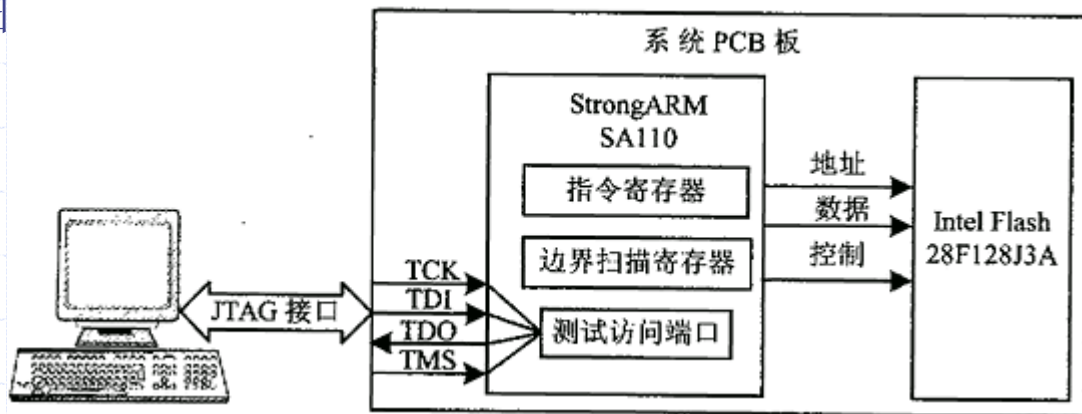 系统 PCB 板
StrongARM
SA110
指令寄存器
边界扫描寄存器
测试访问端口
地址
数据
控制
Intel Flash
28F128J3A
TCK
TDI
TDO
TMS
JTAG 接口